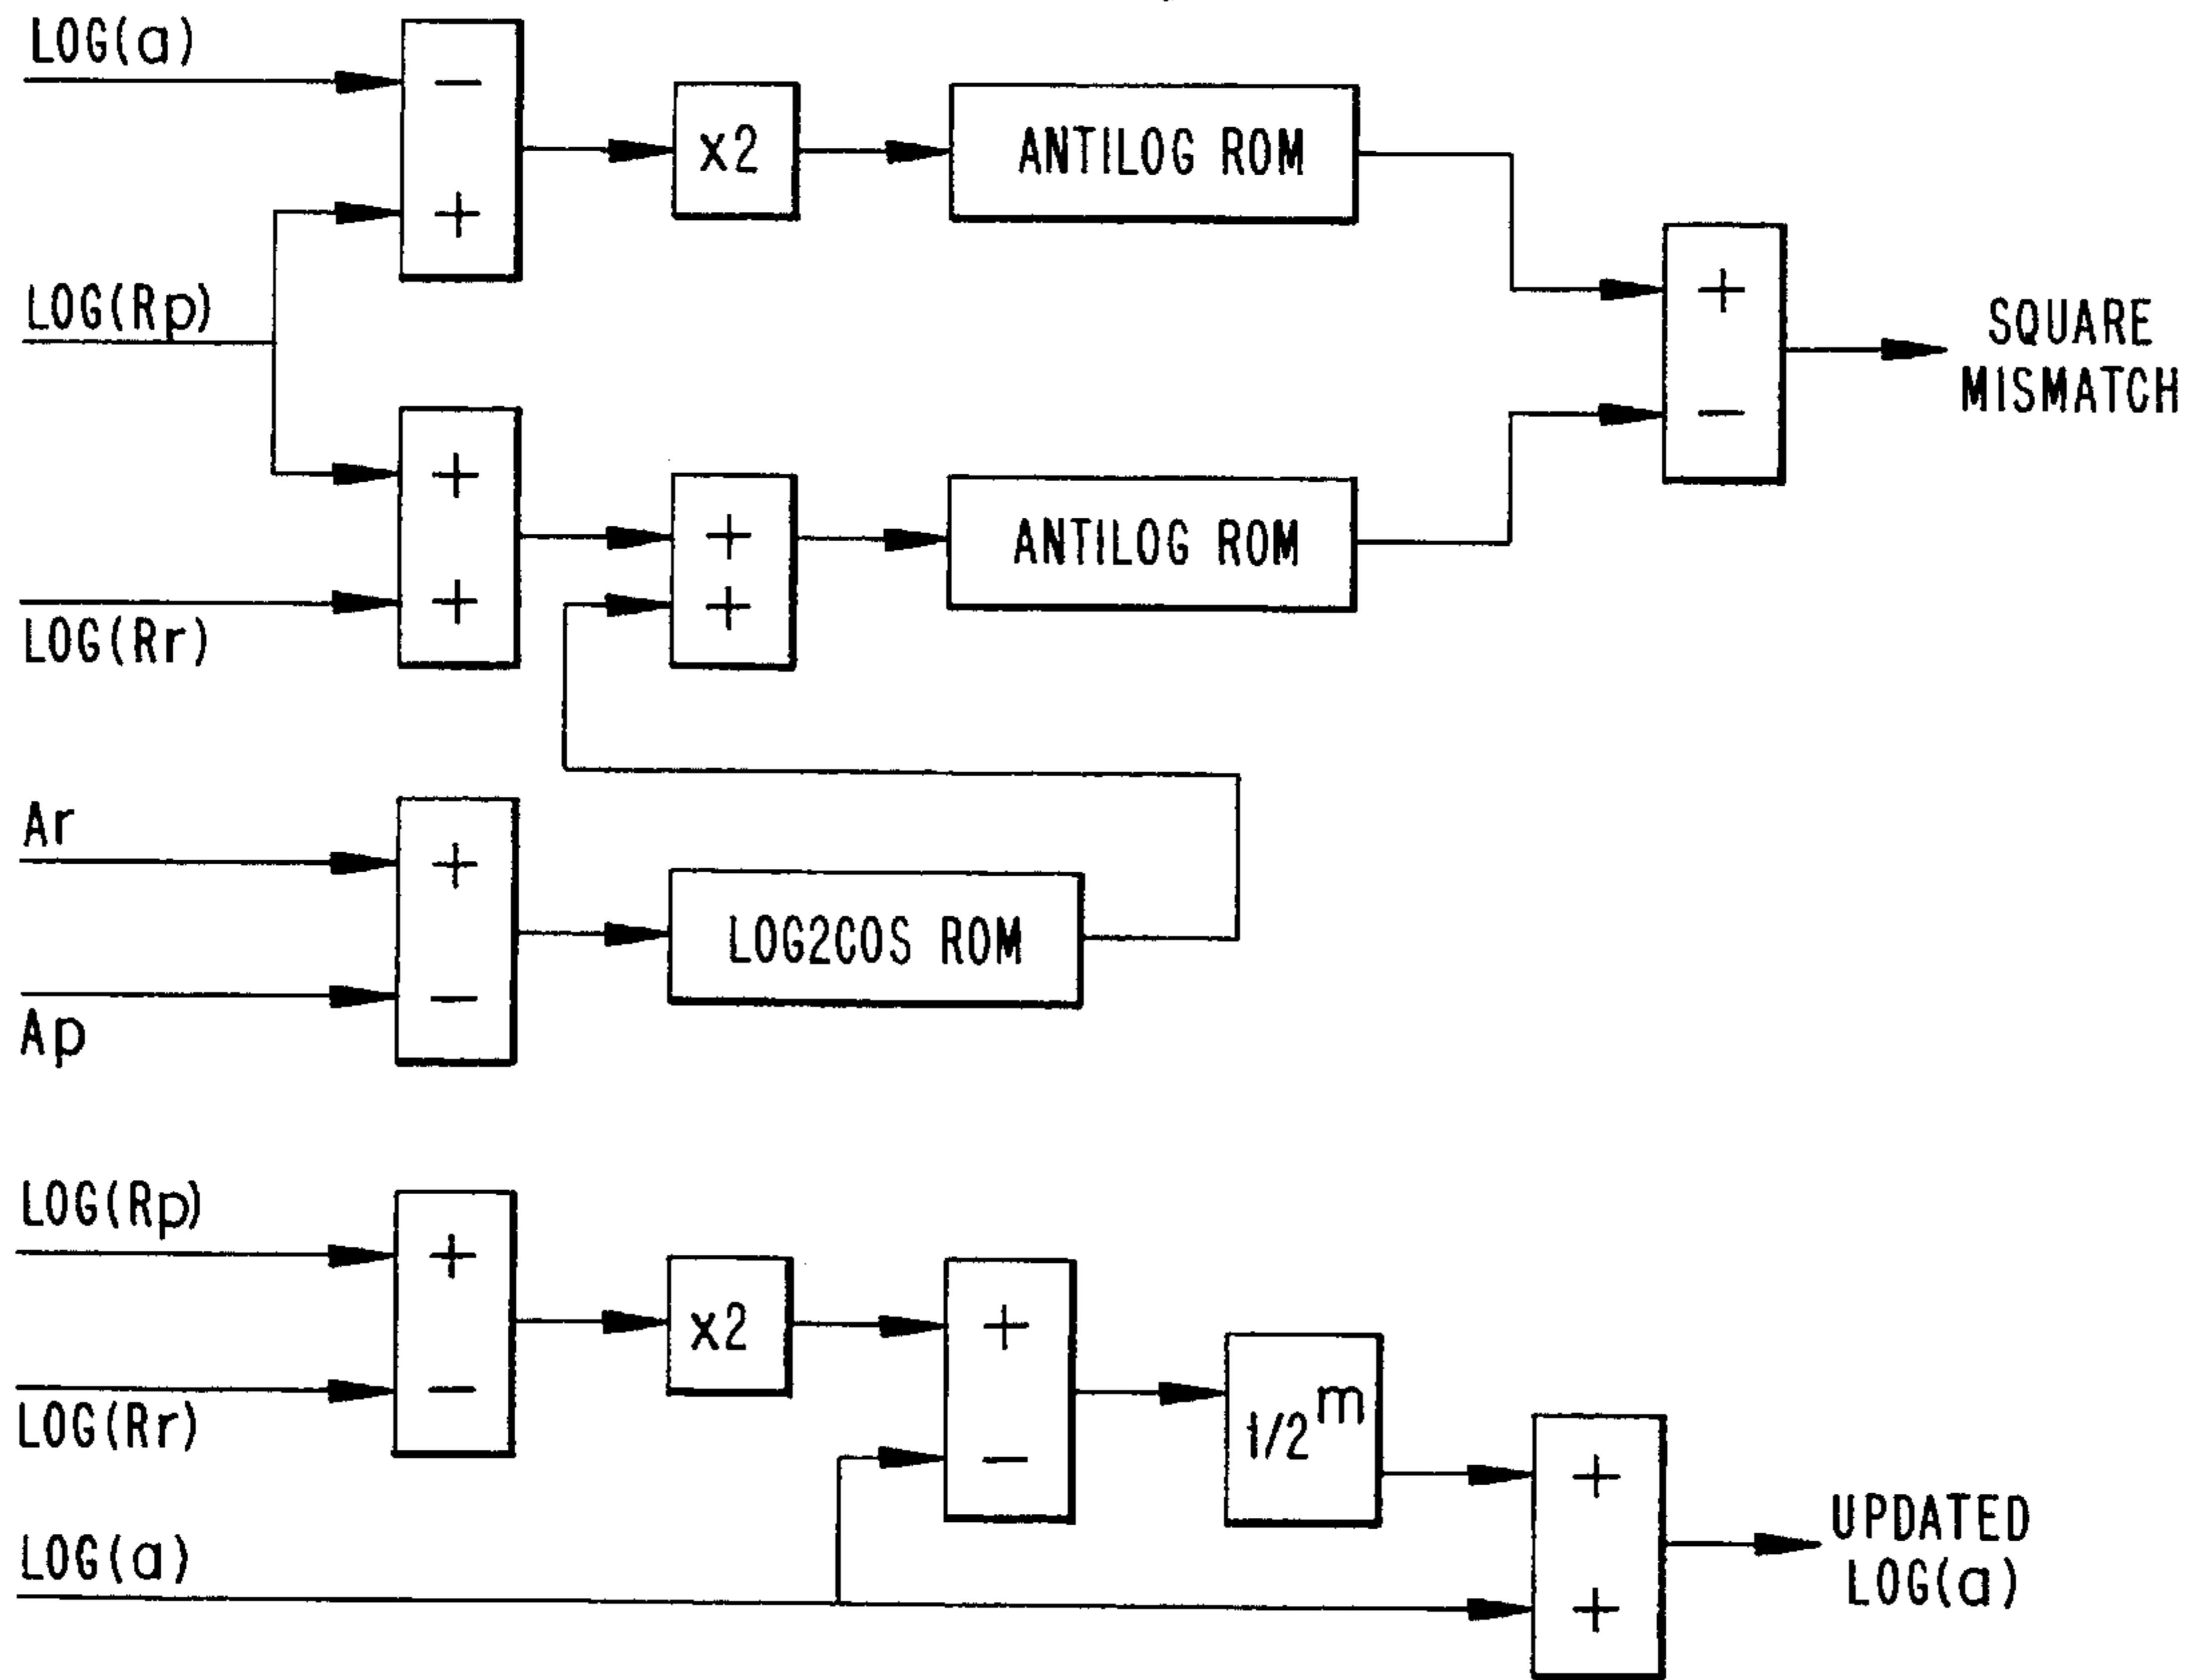 LOG(a)
−
x2
ANTILOG ROM
+
LOG(Rp)
+
SQUARE
MISMATCH
−
+
+
ANTILOG ROM
+
+
LOG(Rr)
Ar
+
LOG2COS ROM
−
Ap
LOG(Rp)
+
x2
+
−
LOG(Rr)
1/2^m
−
+
UPDATED
LOG(a)
LOG(a)
+